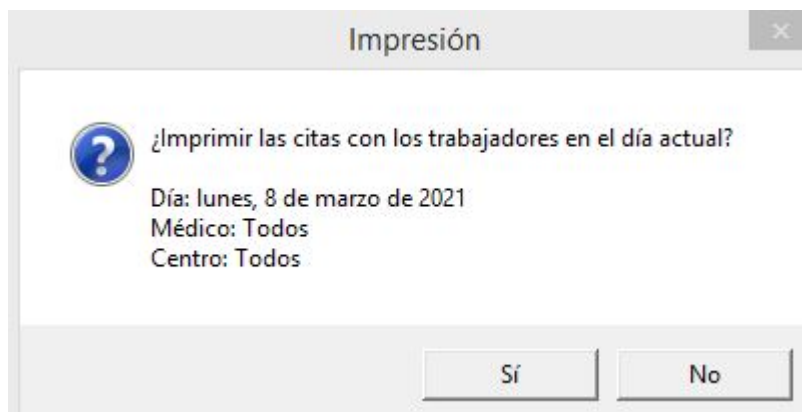 Impresión
¿Imprimir las citas con los trabajadores en el día actual?
Día: lunes, 8 de marzo de 2021
Médico: Todos
Centro: Todos
Sí
No